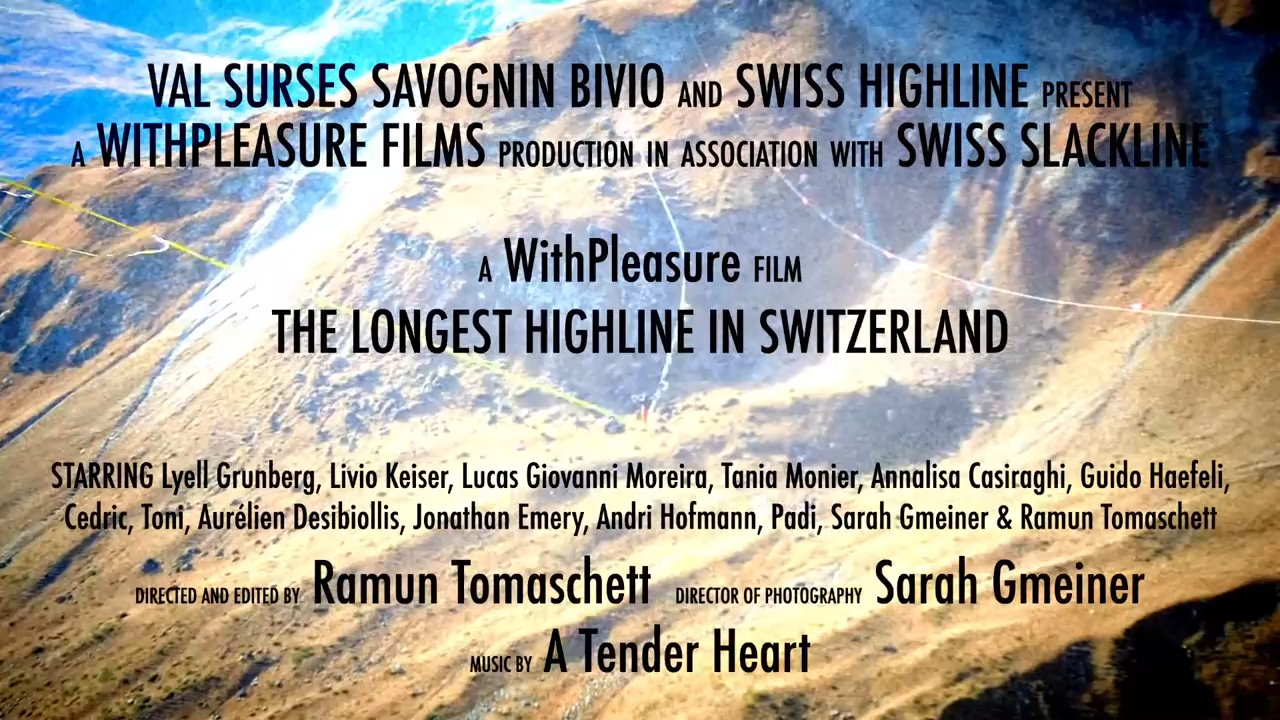 VAL SURSES SAVOGNIN BIVIO AND SWISS HIGHLINE PRESENT
A WITHPLEASURE FILMS PRODUCTION IN ASSOCIATION WITH SWISS SLACKLINE
A WithPleasure FILM
THE LONGEST HIGHLINE IN SWITZERLAND
STARRING Lyell Grunberg, Livio Keiser, Lucas Giovanni Moreira, Tania Monier, Annalisa Casiraghi, Guido Haefeli,
Cedric, Toni, Aurélien Desibiollis, Jonathan Emery, Andri Hofmann, Padi, Sarah Gmeiner & Ramun Tomaschett
DIRECTED AND EDITED BY Ramun Tomaschett DIRECTOR OF PHOTOGRAPHY Sarah Gmeiner
MUSIC BY A Tender Heart